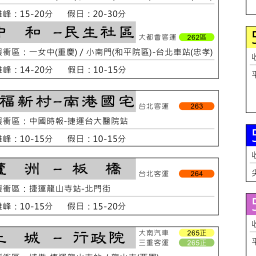 峰：15-20分　假日：20-30分
中 和 -民生社區 大都會客運 262區
衝區：一女中(重慶) / 小南門(和平院區)-台北車站(忠孝)
峰：14-20分　假日：10-15分
福新村-南港國宅 台北客運 263
衝區：中國時報-捷運台大醫院站
峰：10-15分　假日：10-15分
蘆 洲 - 板 橋 台北客運 264
衝區：捷運龍山寺站-北門街
峰：10-15分　假日：15-20分
土 城 - 行政院 大南汽車 265正
三重客運 265正